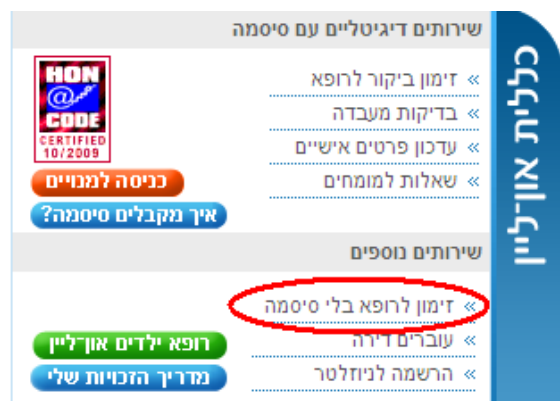 כללית און־ליין
שירותים דיגיטליים עם סיסמה
» זימון ביקור לרופא
» בדיקות מעבדה
» עדכון פרטים אישיים
» שאלות למומחים
HON
@
CODE
CERTIFIED
10/2009
כניסה למנויים
איך מקבלים סיסמה?
שירותים נוספים
» זימון לרופא בלי סיסמה
» עוברים דירה
» הרשמה לניוזלטר
רופא ילדים און־ליין
מדריך הזכויות שלי